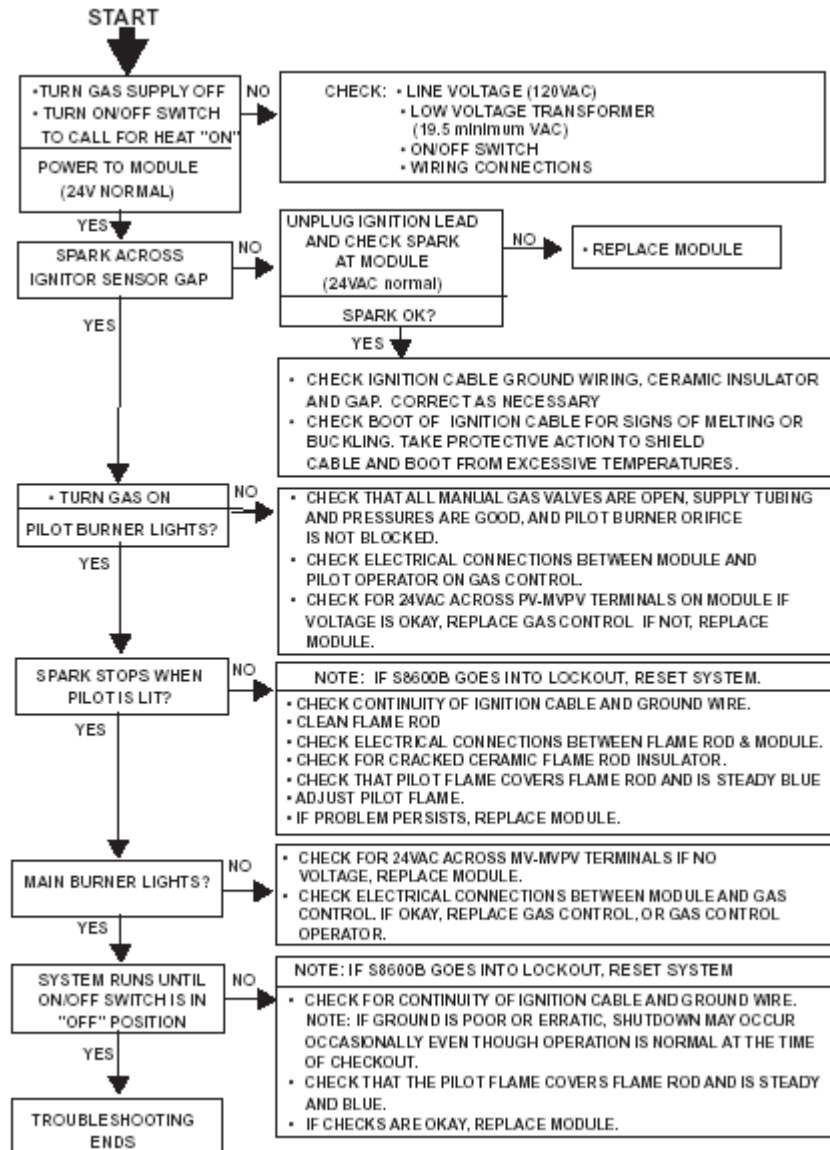 START
•TURN GAS SUPPLY OFF
• TURN ON/OFF SWITCH
TO CALL FOR HEAT "ON"
POWER TO MODULE
(24V NORMAL)
NO
CHECK: • LINE VOLTAGE (120VAC)
• LOW VOLTAGE TRANSFORMER
(19.5 minimum VAC)
• ON/OFF SWITCH
• WIRING CONNECTIONS
YES
SPARK ACROSS
IGNITOR SENSOR GAP
NO
UNPLUG IGNITION LEAD
AND CHECK SPARK
AT MODULE
(24VAC normal)
SPARK OK?
NO
• REPLACE MODULE
YES
YES
• CHECK IGNITION CABLE GROUND WIRING, CERAMIC INSULATOR
AND GAP. CORRECT AS NECESSARY
• CHECK BOOT OF IGNITION CABLE FOR SIGNS OF MELTING OR
BUCKLING. TAKE PROTECTIVE ACTION TO SHIELD
CABLE AND BOOT FROM EXCESSIVE TEMPERATURES.
• TURN GAS ON
PILOT BURNER LIGHTS?
NO
• CHECK THAT ALL MANUAL GAS VALVES ARE OPEN, SUPPLY TUBING
AND PRESSURES ARE GOOD, AND PILOT BURNER ORIFICE
IS NOT BLOCKED.
• CHECK ELECTRICAL CONNECTIONS BETWEEN MODULE AND
PILOT OPERATOR ON GAS CONTROL.
• CHECK FOR 24VAC ACROSS PV-MVPV TERMINALS ON MODULE IF
VOLTAGE IS OKAY, REPLACE GAS CONTROL IF NOT, REPLACE
MODULE.
YES
SPARK STOPS WHEN
PILOT IS LIT?
NO
NOTE: IF S8600B GOES INTO LOCKOUT, RESET SYSTEM.
• CHECK CONTINUITY OF IGNITION CABLE AND GROUND WIRE.
• CLEAN FLAME ROD
• CHECK ELECTRICAL CONNECTIONS BETWEEN FLAME ROD & MODULE.
• CHECK FOR CRACKED CERAMIC FLAME ROD INSULATOR.
• CHECK THAT PILOT FLAME COVERS FLAME ROD AND IS STEADY BLUE
• ADJUST PILOT FLAME.
• IF PROBLEM PERSISTS, REPLACE MODULE.
YES
MAIN BURNER LIGHTS?
NO
• CHECK FOR 24VAC ACROSS MV-MVPV TERMINALS IF NO
VOLTAGE, REPLACE MODULE.
• CHECK ELECTRICAL CONNECTIONS BETWEEN MODULE AND GAS
CONTROL. IF OKAY, REPLACE GAS CONTROL, OR GAS CONTROL
OPERATOR.
YES
SYSTEM RUNS UNTIL
ON/OFF SWITCH IS IN
"OFF" POSITION
NO
NOTE: IF S8600B GOES INTO LOCKOUT, RESET SYSTEM
• CHECK FOR CONTINUITY OF IGNITION CABLE AND GROUND WIRE.
NOTE: IF GROUND IS POOR OR ERRATIC, SHUTDOWN MAY OCCUR
OCCASIONALLY EVEN THOUGH OPERATION IS NORMAL AT THE TIME
OF CHECKOUT.
• CHECK THAT THE PILOT FLAME COVERS FLAME ROD AND IS STEADY
AND BLUE.
• IF CHECKS ARE OKAY, REPLACE MODULE.
YES
TROUBLESHOOTING
ENDS